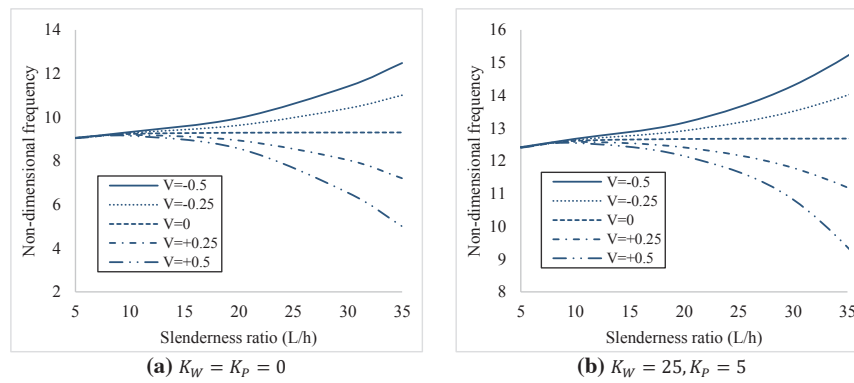 14
12
10
8
6
4
2
Non-dimensional frequency
V=-0.5
V=-0.25
V=0
V=+0.25
V=+0.5
5 10 15 20 25 30 35
Slenderness ratio (L/h)
(a) K_W = K_P = 0
16
15
14
13
12
11
10
9
8
Non-dimensional frequency
V=-0.5
V=-0.25
V=0
V=+0.25
V=+0.5
5 10 15 20 25 30 35
Slenderness ratio (L/h)
(b) K_W = 25, K_P = 5